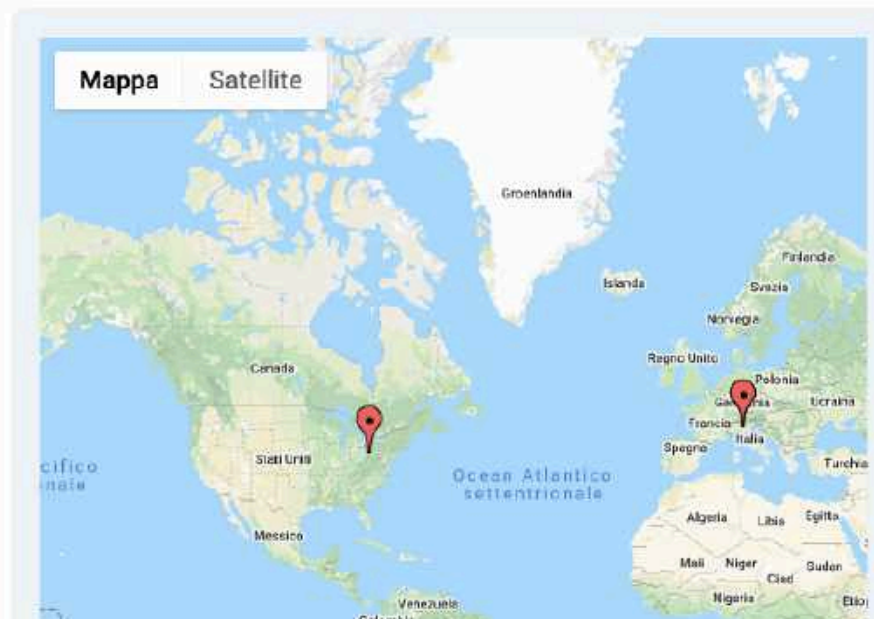 Mappa Satellite
Groenlandia
Finlandia
Islanda
Svezia
Norvegia
Regno Unito
Canada
Polonia
Ucraina
Francia
Italia
Stati Uniti
Spagna
Turchia
Ocean Atlantico
settentrionale
Messico
Algeria
Libia
Egitto
Mali
Niger
Ciad
Sudan
Nigeria
Venezuela